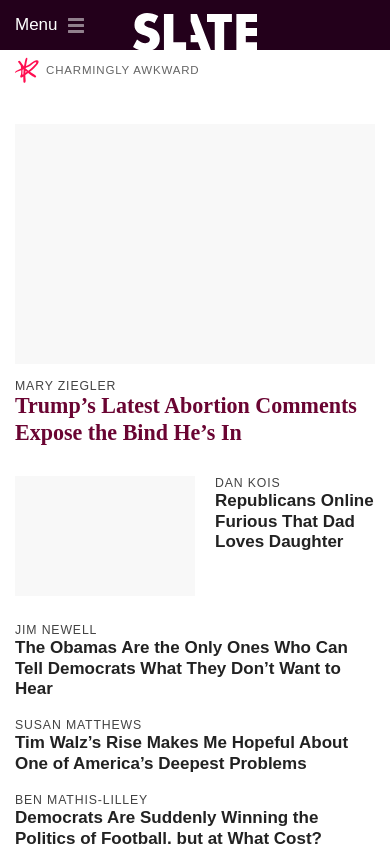 Menu
SLATE
CHARMINGLY AWKWARD
MARY ZIEGLER
Trump’s Latest Abortion Comments
Expose the Bind He’s In
DAN KOIS
Republicans Online
Furious That Dad
Loves Daughter
JIM NEWELL
The Obamas Are the Only Ones Who Can
Tell Democrats What They Don’t Want to
Hear
SUSAN MATTHEWS
Tim Walz’s Rise Makes Me Hopeful About
One of America’s Deepest Problems
BEN MATHIS-LILLEY
Democrats Are Suddenly Winning the
Politics of Football, but at What Cost?